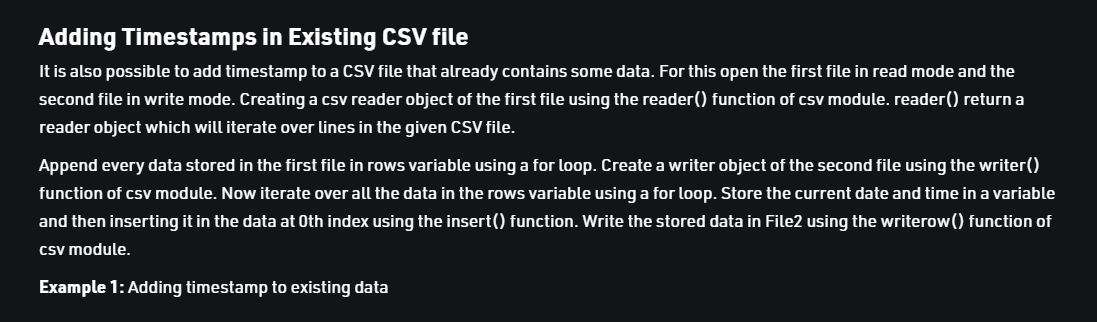 Adding Timestamps in Existing CSV file
It is also possible to add timestamp to a CSV file that already contains some data. For this open the first file in read mode and the
second file in write mode. Creating a csv reader object of the first file using the reader() function of csv module. reader() return a
reader object which will iterate over lines in the given CSV file.
Append every data stored in the first file in rows variable using a for loop. Create a writer object of the second file using the writer()
function of csv module. Now iterate over all the data in the rows variable using a for loop. Store the current date and time in a variable
and then inserting it in the data at 0th index using the insert() function. Write the stored data in File2 using the writerow() function of
csv module.
Example 1: Adding timestamp to existing data